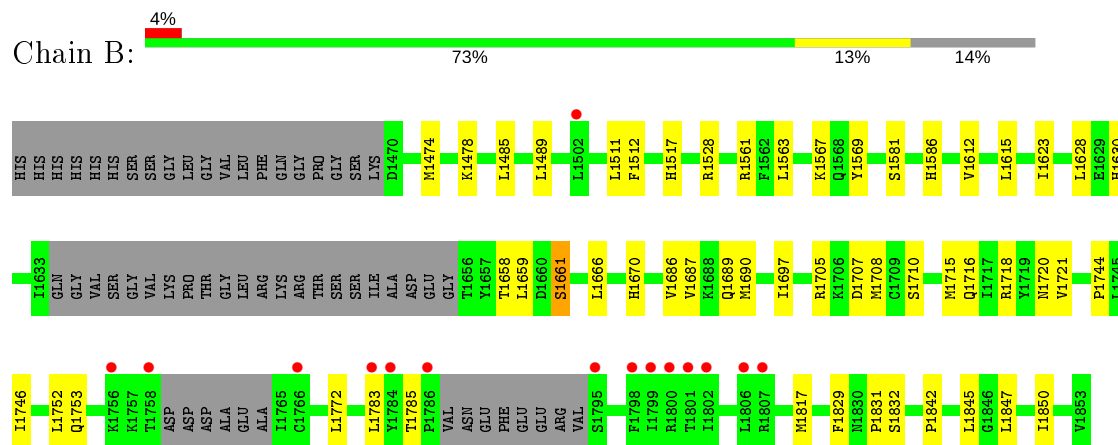 4%
Chain B:
73% 13% 14%
HIS HIS HIS HIS HIS HIS SER SER GLY LEU GLY VAL LEU PHE GLN GLY PRO GLY SER LYS D1470 M1474 K1478 L1485 L1489 L1502 L1511 F1512 H1517 R1528 R1561 F1562 L1563 K1567 Q1568 Y1569 S1581 H1586 V1612 L1615 I1623 L1628 E1629 H1630
I1633 GLN GLY VAL SER GLY VAL LYS PRO THR GLY LEU ARG LYS ARG THR SER SER ILE ALA ASP GLU GLY T1656 Y1657 T1658 L1659 D1660 S1661 L1666 H1670 V1686 V1687 K1688 Q1689 M1690 I1697 R1705 K1706 D1707 M1708 C1709 S1710 M1715 Q1716 I1717 R1718 Y1719 N1720 V1721 P1744 L1745
I1746 L1752 Q1753 K1756 K1757 T1758 ASP ASP ASP ALA GLU ALA I1765 C1766 L1772 L1783 Y1784 T1785 P1786 VAL ASN GLU PHE GLU GLU ARG VAL S1795 F1798 I1799 R1800 T1801 I1802 L1806 R1807 M1817 F1829 N1830 P1831 S1832 P1842 L1845 G1846 L1847 I1850 V1853